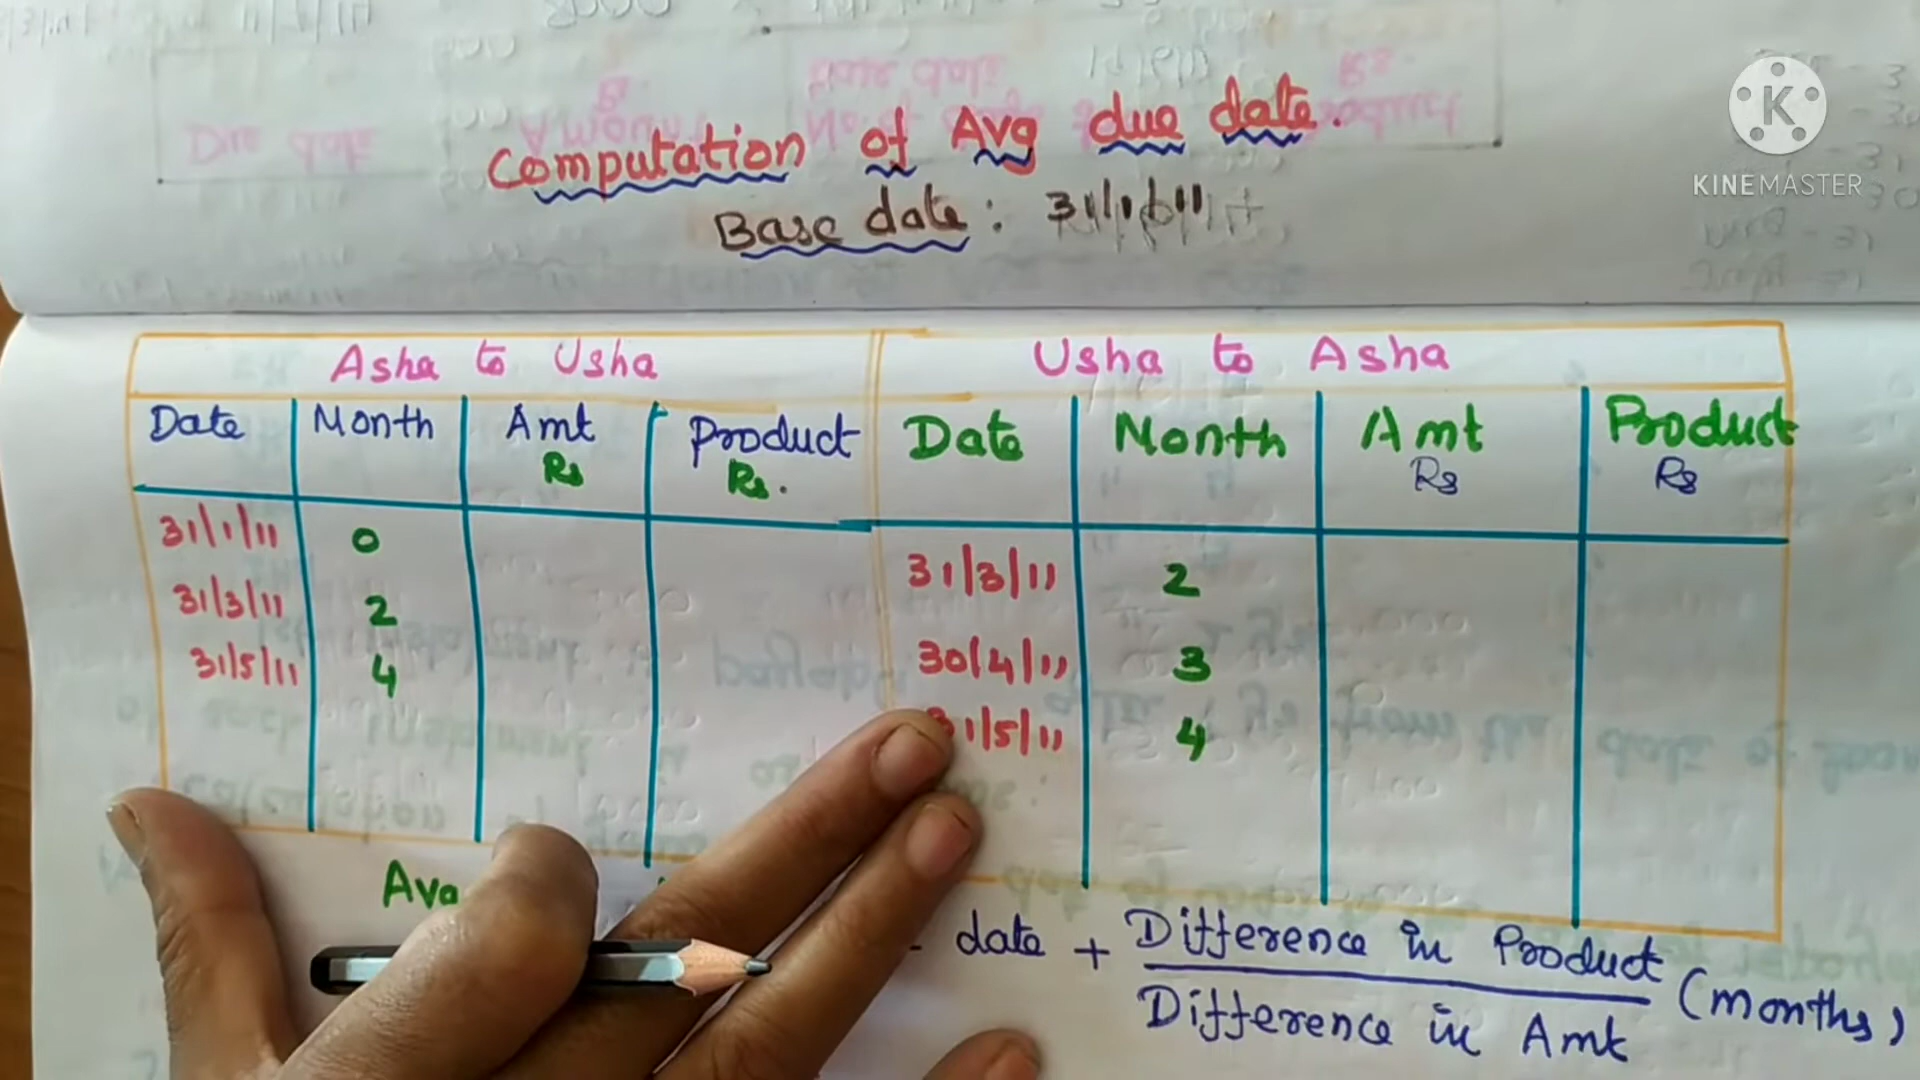 Computation of Avg due date.
Base date: 31/1/11
KINEMASTER
Asha to Usha
Usha to Asha
Date Month Amt Rs Product Rs.
Date Month Amt Rs Product Rs
31/1/11 0
31/3/11 2
31/5/11 4
31/3/11 2
30/4/11 3
31/5/11 4
date + Difference in Product
Difference in Amt
(months)